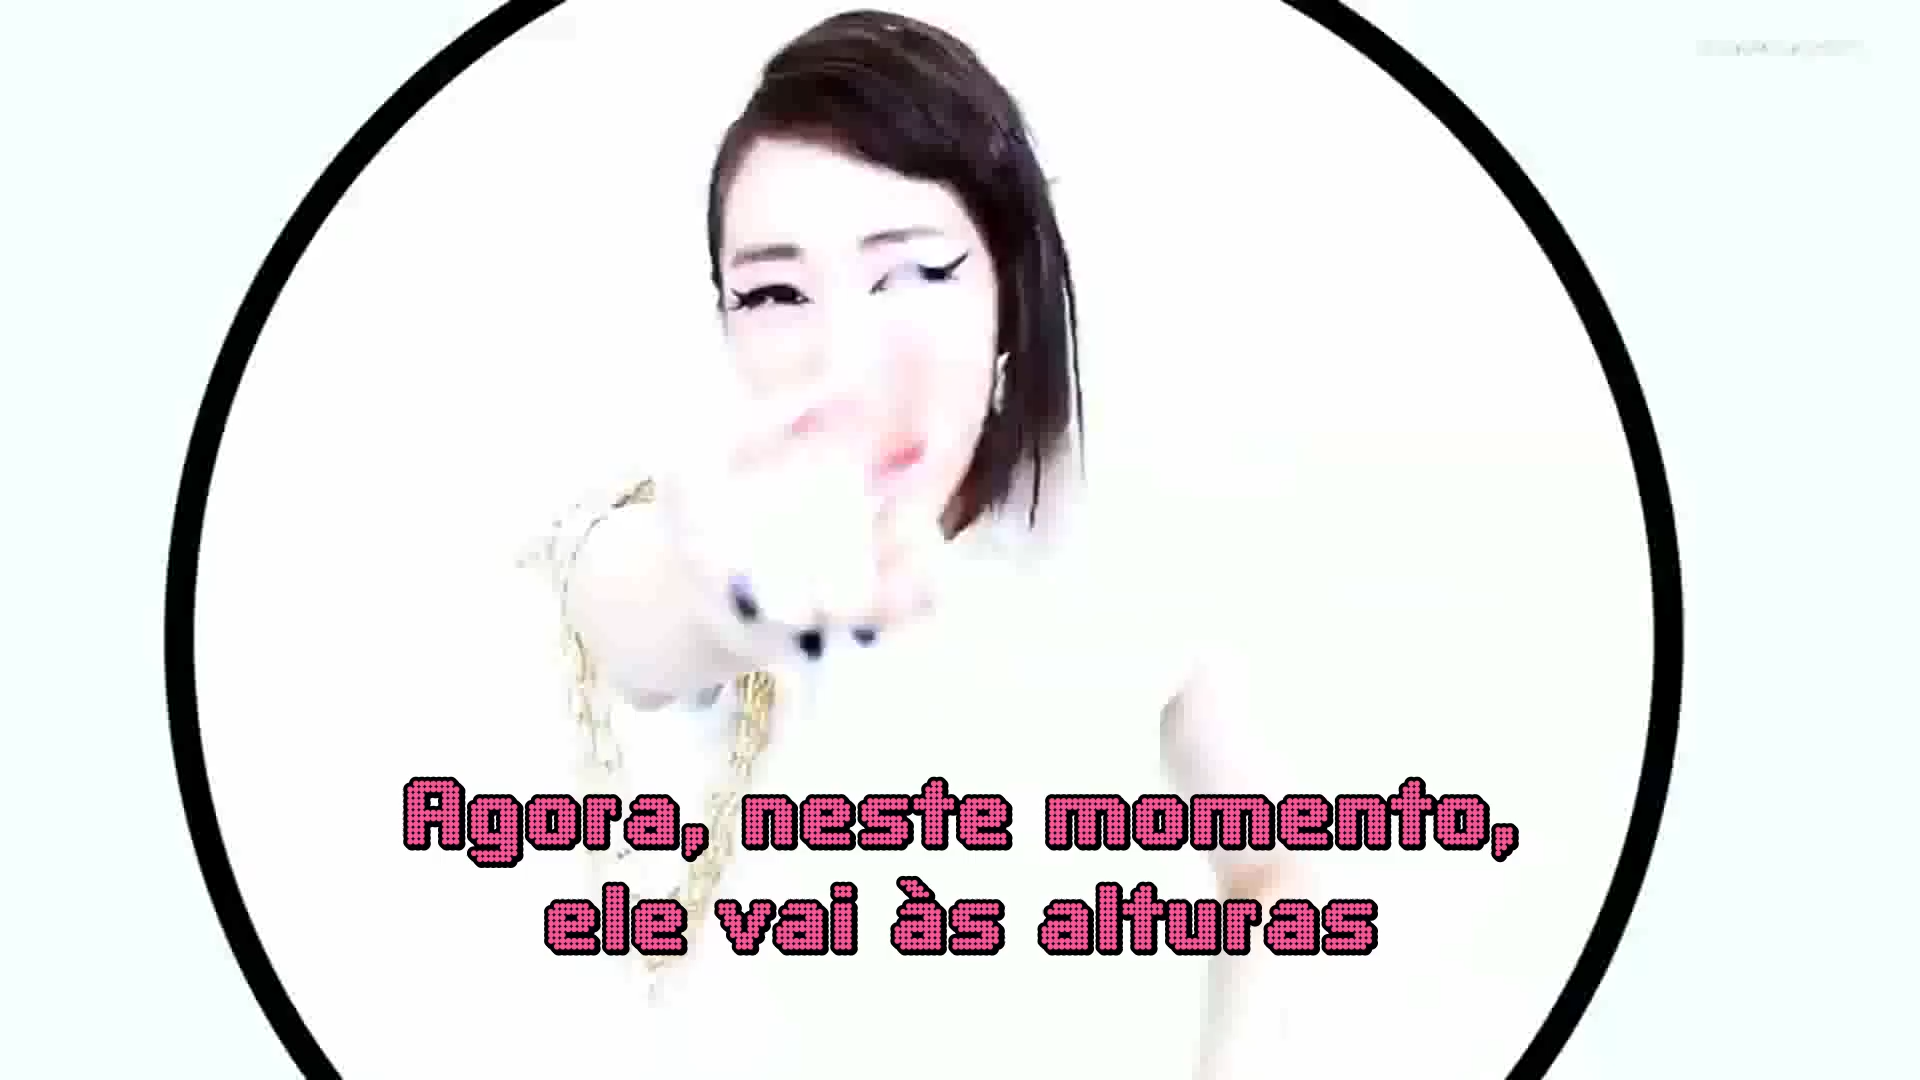 Agora, neste momento,
ele vai às alturas